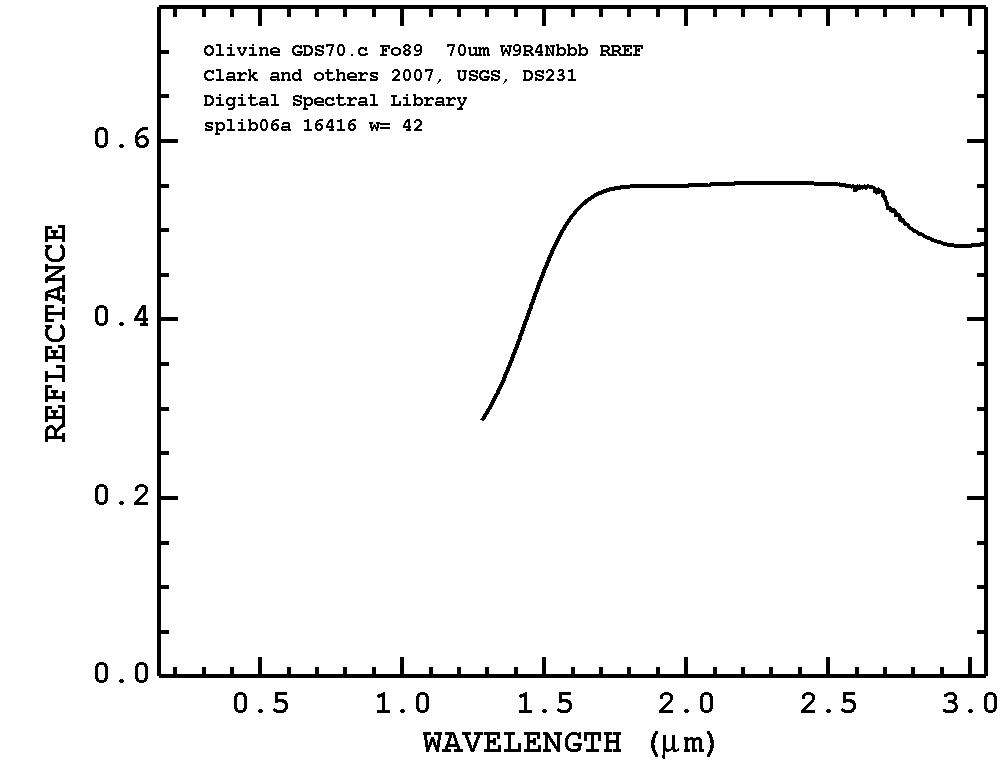 Olivine GDS70.c Fo89  70um W9R4Nbbb RREF
Clark and others 2007, USGS, DS231
Digital Spectral Library
splib06a 16416 w= 42
0.6
0.4
0.2
0.0
REFLECTANCE
0.5 1.0 1.5 2.0 2.5 3.0
WAVELENGTH (μm)